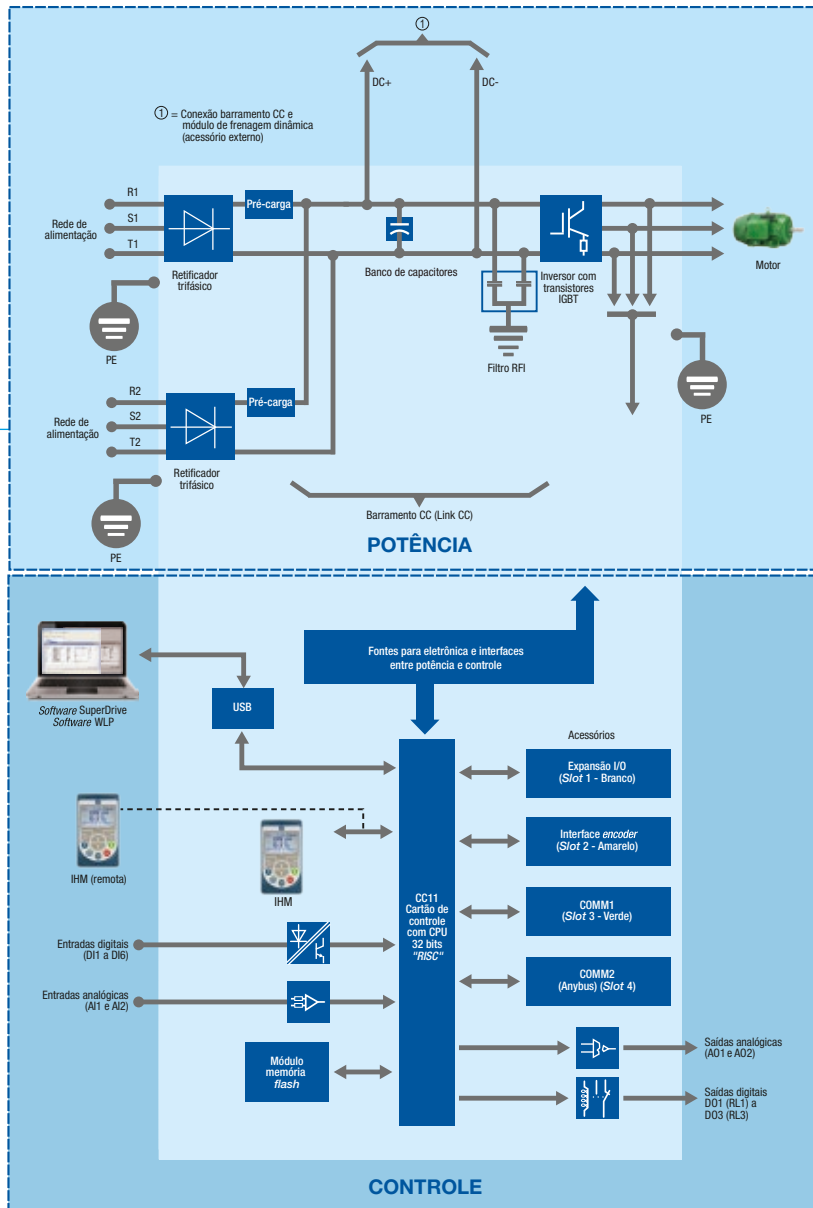 ①
DC+
DC-
① = Conexão barramento CC e
módulo de frenagem dinâmica
(acessório externo)
R1
Pré-carga
Rede de
alimentação
S1
T1
Motor
Retificador
trifásico
Banco de capacitores
Inversor com
transistores
IGBT
PE
Filtro RFI
PE
R2
Pré-carga
Rede de
alimentação
S2
T2
Retificador
trifásico
Barramento CC (Link CC)
PE
POTÊNCIA
Fontes para eletrônica e interfaces
entre potência e controle
USB
Software SuperDrive
Software WLP
Acessórios
Expansão I/O
(Slot 1 - Branco)
Interface encoder
(Slot 2 - Amarelo)
IHM (remota)
IHM
CC11
Cartão de
controle
com CPU
32 bits
"RISC"
COMM1
(Slot 3 - Verde)
Entradas digitais
(DI1 a DI6)
COMM2
(Anybus) (Slot 4)
Entradas analógicas
(AI1 e AI2)
Saídas analógicas
(AO1 e AO2)
Módulo
memória
flash
Saídas digitais
DO1 (RL1) a
DO3 (RL3)
CONTROLE